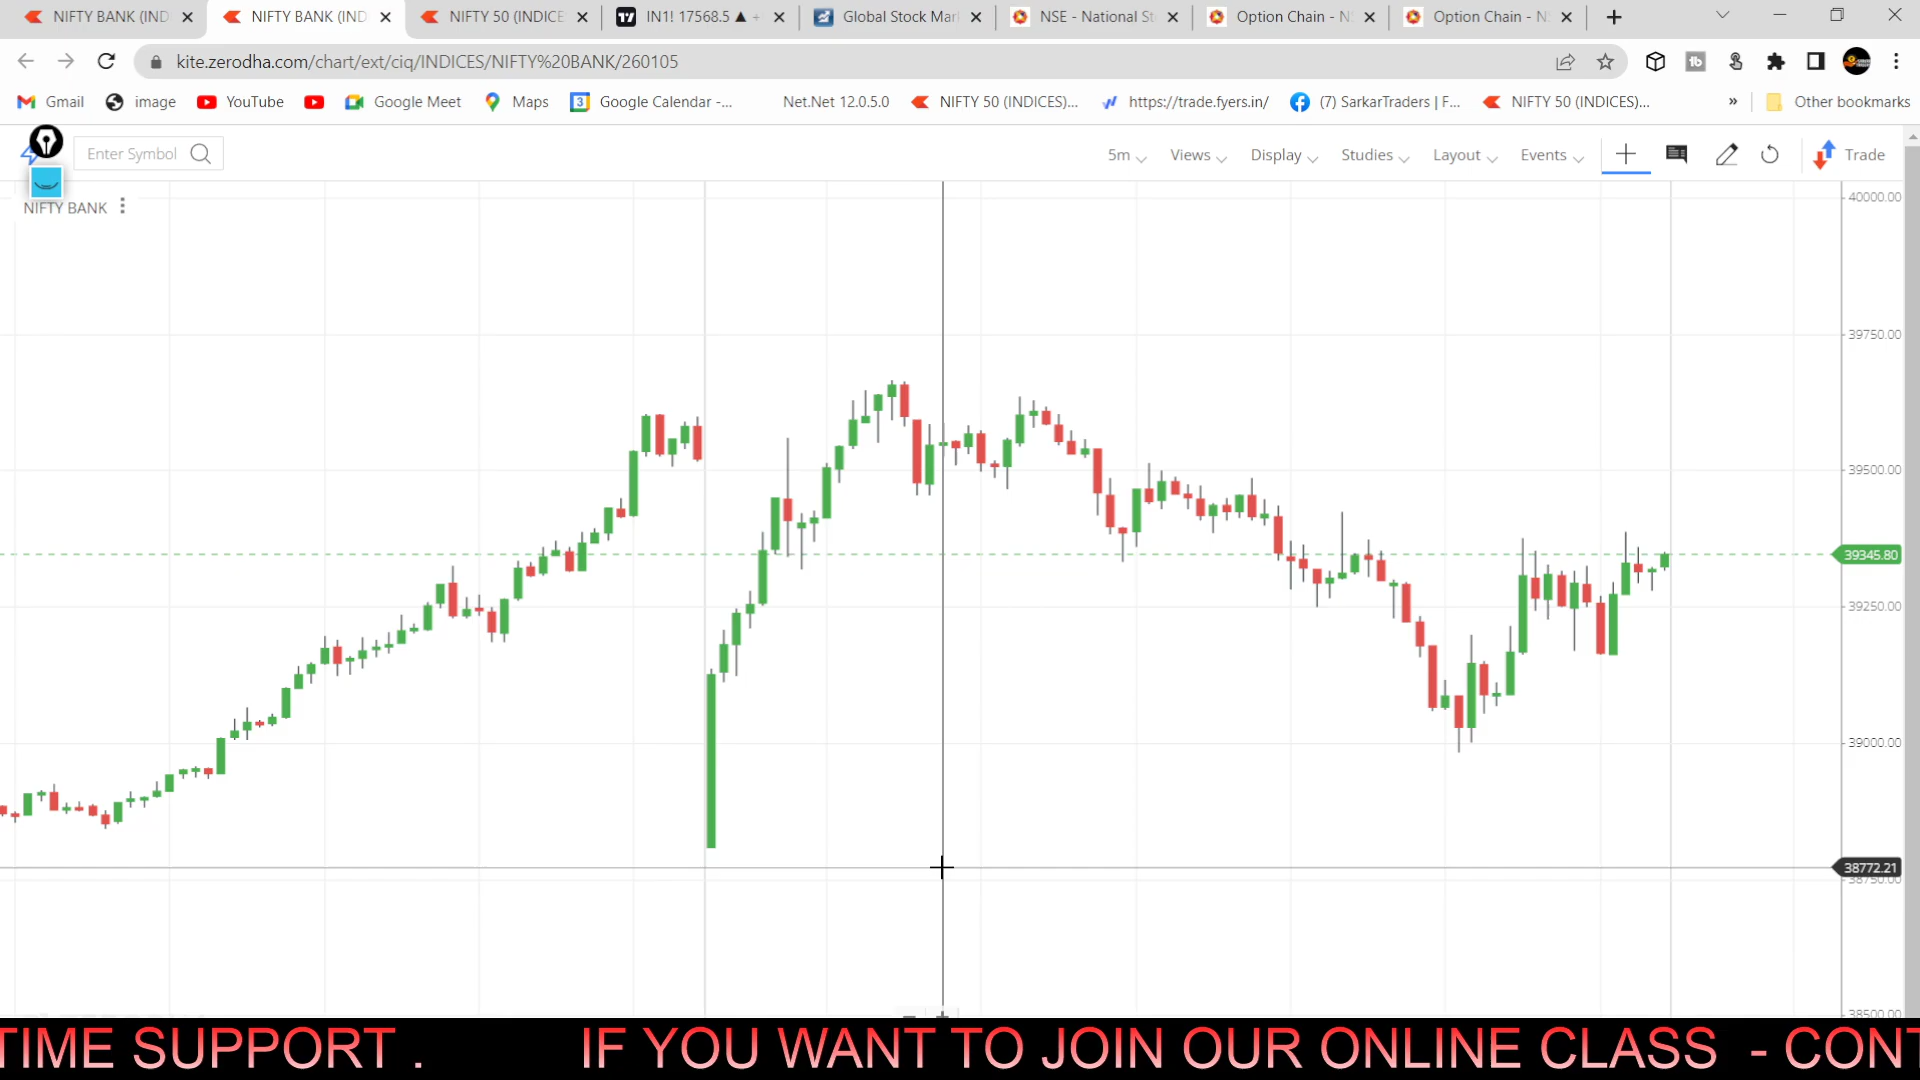 NIFTY BANK (IND
NIFTY BANK (IND
NIFTY 50 (INDICE
IN1! 17568.5 ▲ +
Global Stock Mar
NSE - National St
Option Chain - N
Option Chain - N
kite.zerodha.com/chart/ext/ciq/INDICES/NIFTY%20BANK/260105
Gmail
image
YouTube
Google Meet
Maps
Google Calendar -...
Net.Net 12.0.5.0
NIFTY 50 (INDICES)...
https://trade.fyers.in/
(7) SarkarTraders | F...
NIFTY 50 (INDICES)...
»
Other bookmarks
Enter Symbol
5m
Views
Display
Studies
Layout
Events
Trade
NIFTY BANK
40000.00
39750.00
39500.00
39345.80
39250.00
39000.00
38772.21
38750.00
38500.00
TIME SUPPORT . IF YOU WANT TO JOIN OUR ONLINE CLASS - CONT